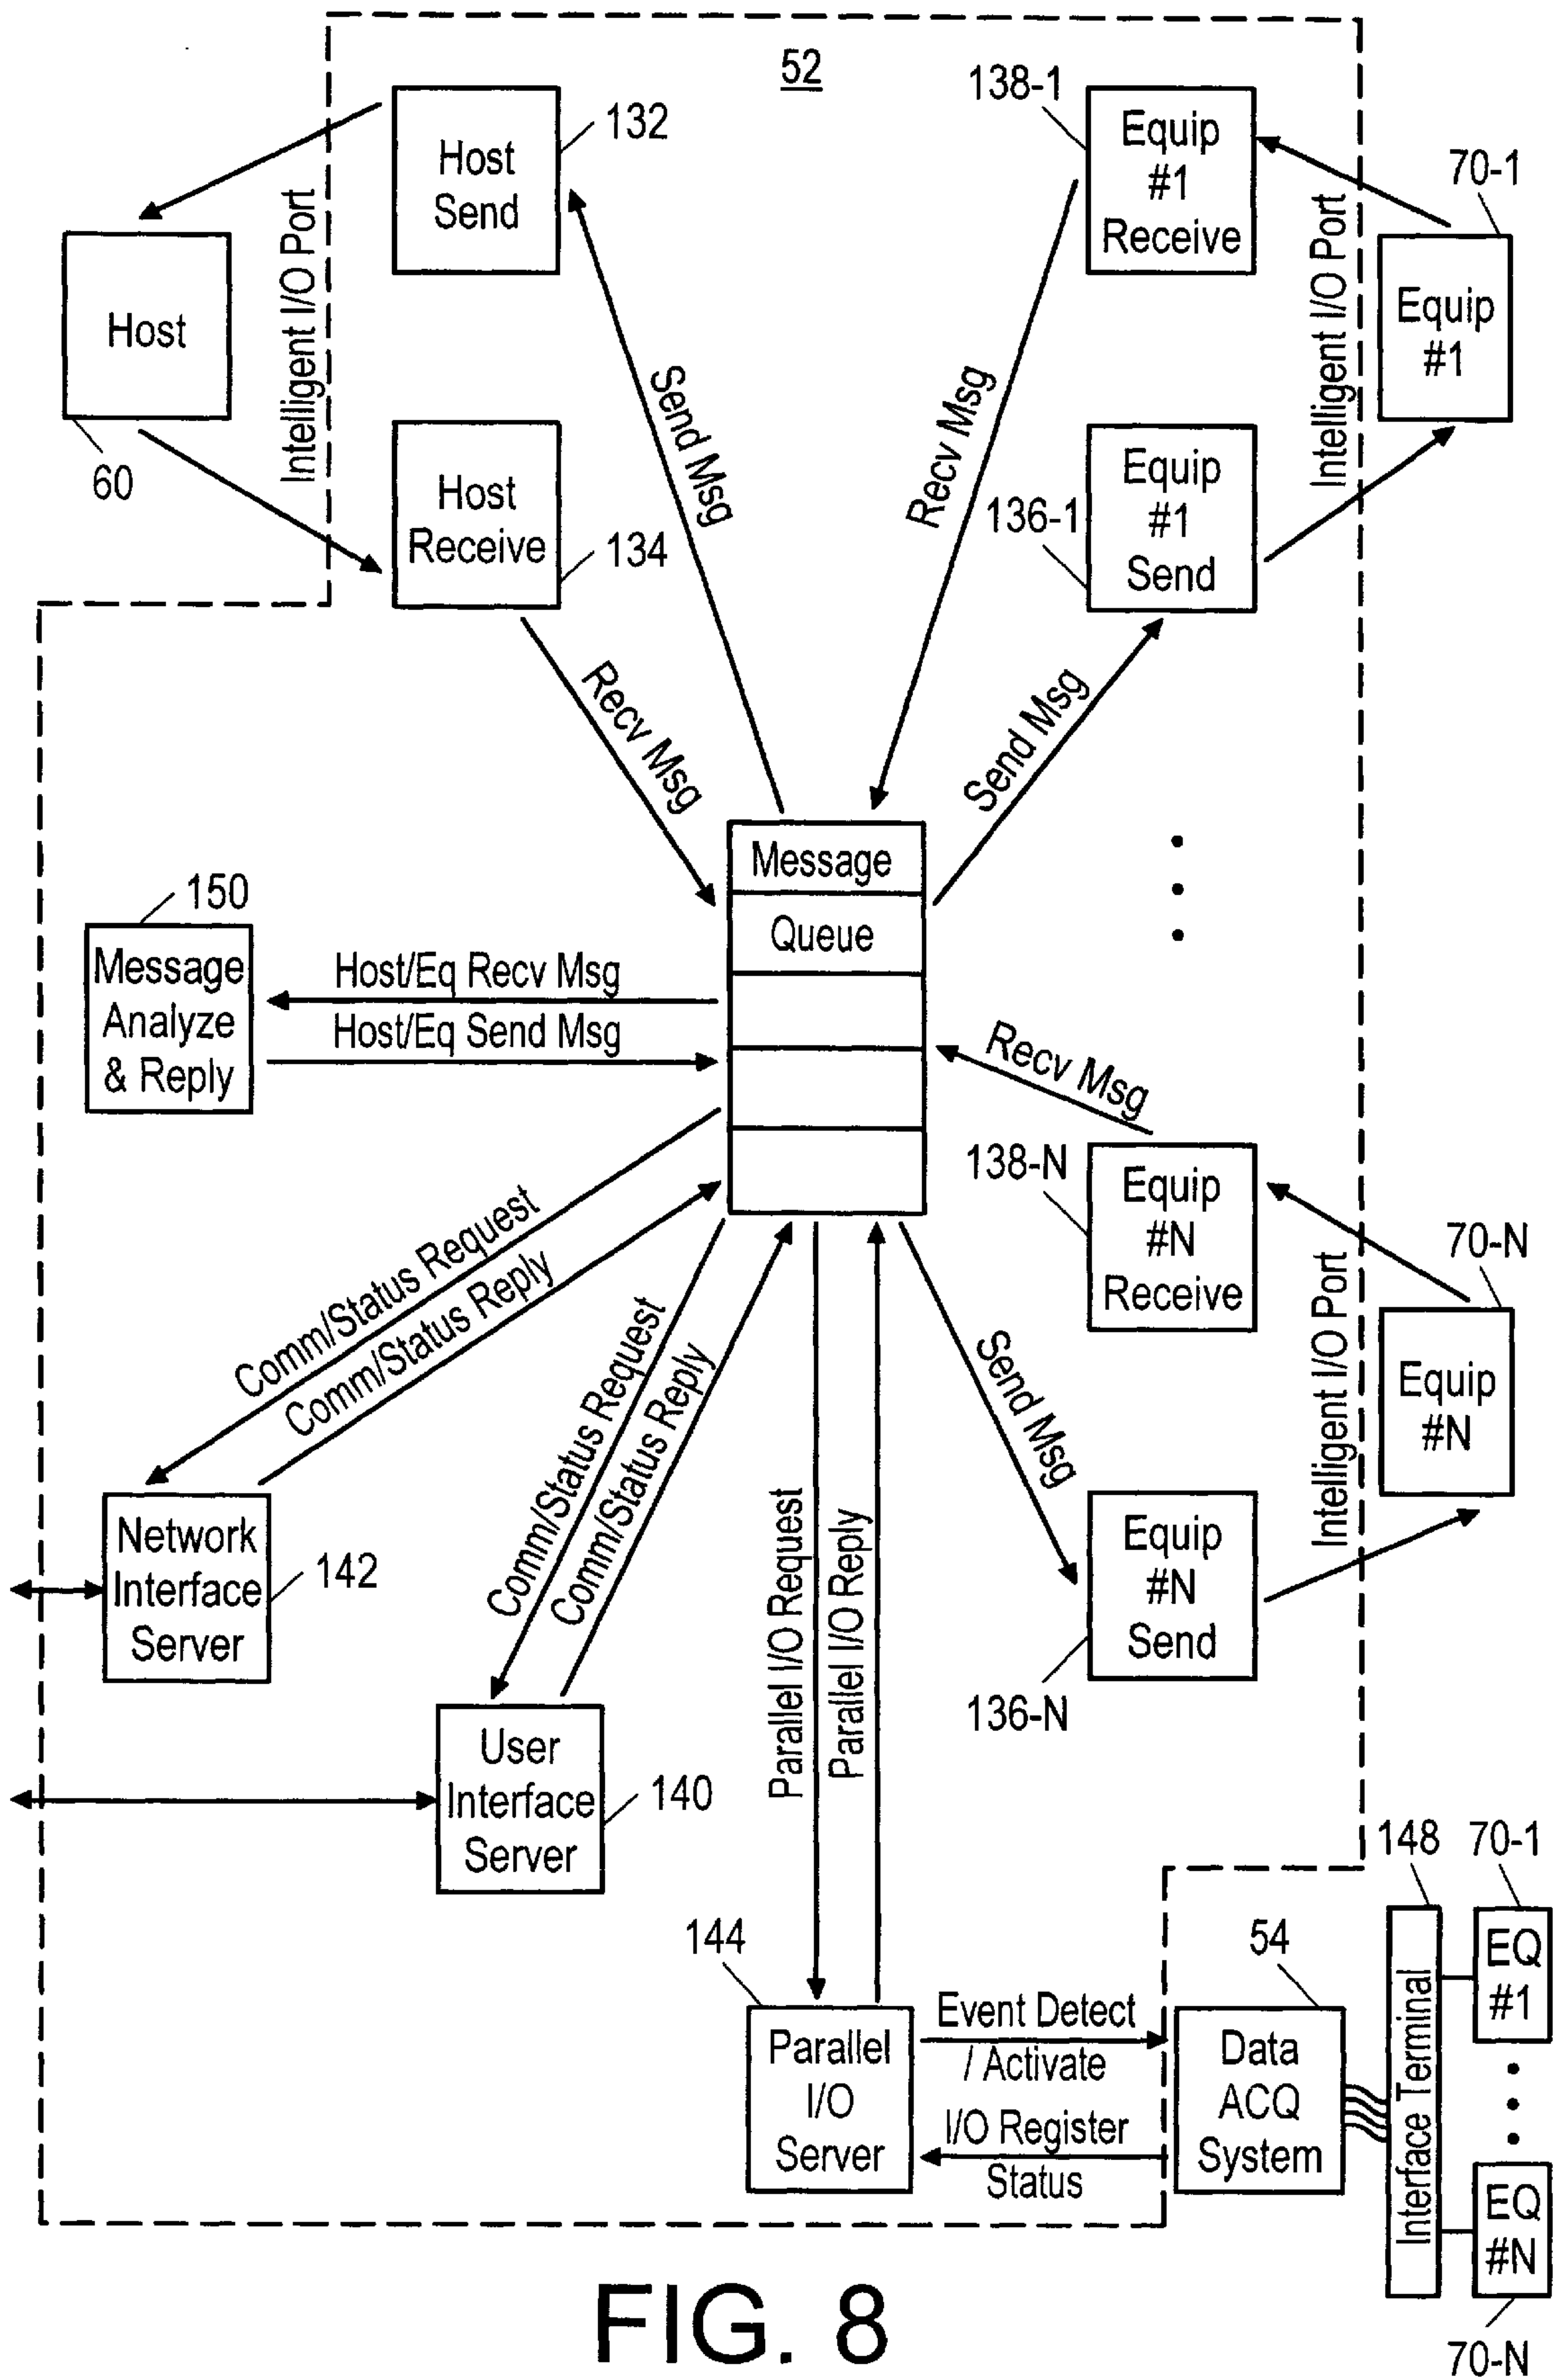 52
132
Host
Send
138-1
Equip
#1
Receive
70-1
Equip
#1
Host
60
Intelligent I/O Port
Intelligent I/O Port
Host
Receive
134
Send Msg
Recv Msg
136-1
Equip
#1
Send
Recv Msg
Send Msg
Message
Queue
150
Message
Analyze
& Reply
Host/Eq Recv Msg
Host/Eq Send Msg
Recv Msg
138-N
Equip
#N
Receive
70-N
Equip
#N
Intelligent I/O Port
Comm/Status Request
Comm/Status Reply
Comm/Status Request
Comm/Status Reply
Send Msg
Parallel I/O Request
Parallel I/O Reply
Network
Interface
Server
142
Equip
#N
Send
136-N
User
Interface
Server
140
144
Parallel
I/O
Server
Event Detect
/ Activate
I/O Register
Status
54
Data
ACQ
System
148
Interface Terminal
70-1
EQ
#1
EQ
#N
70-N
FIG. 8